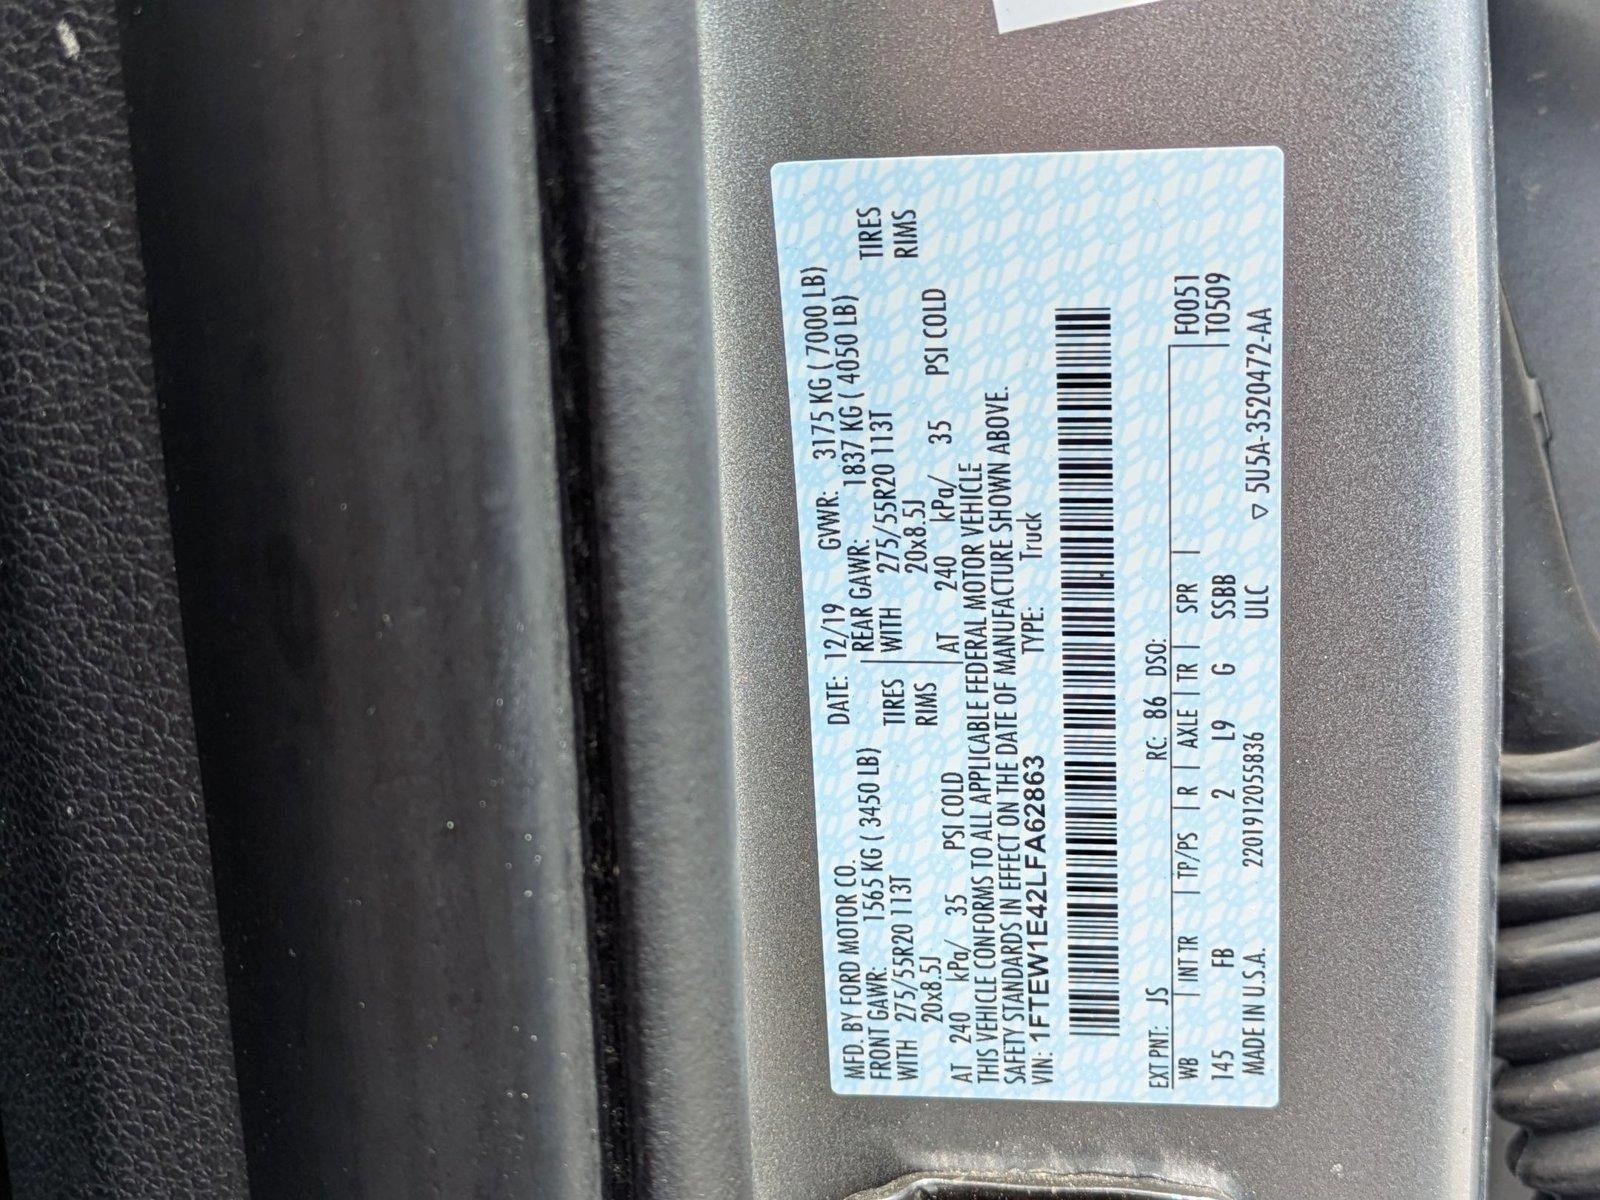 MFD. BY FORD MOTOR CO. DATE: 12/19 GVWR: 3175 KG ( 7000 LB)
FRONT GAWR: 1565 KG ( 3450 LB) REAR GAWR: 1837 KG ( 4050 LB)
WITH 275/55R20 113T TIRES WITH 275/55R20 113T TIRES
20x8.5J RIMS 20x8.5J RIMS
AT 240 kPa/ 35 PSI COLD AT 240 kPa/ 35 PSI COLD
THIS VEHICLE CONFORMS TO ALL APPLICABLE FEDERAL MOTOR VEHICLE
SAFETY STANDARDS IN EFFECT ON THE DATE OF MANUFACTURE SHOWN ABOVE.
VIN: 1FTEW1E42LFA62863 TYPE: Truck
EXT PNT: JS RC: 86 DSO:
WB INT TR TP/PS R AXLE TR SPR F0051
145 FB 2 L9 G SSBB T0509
MADE IN U.S.A. 220191205583​6 ULC ▽ 5U5A-3520472-AA